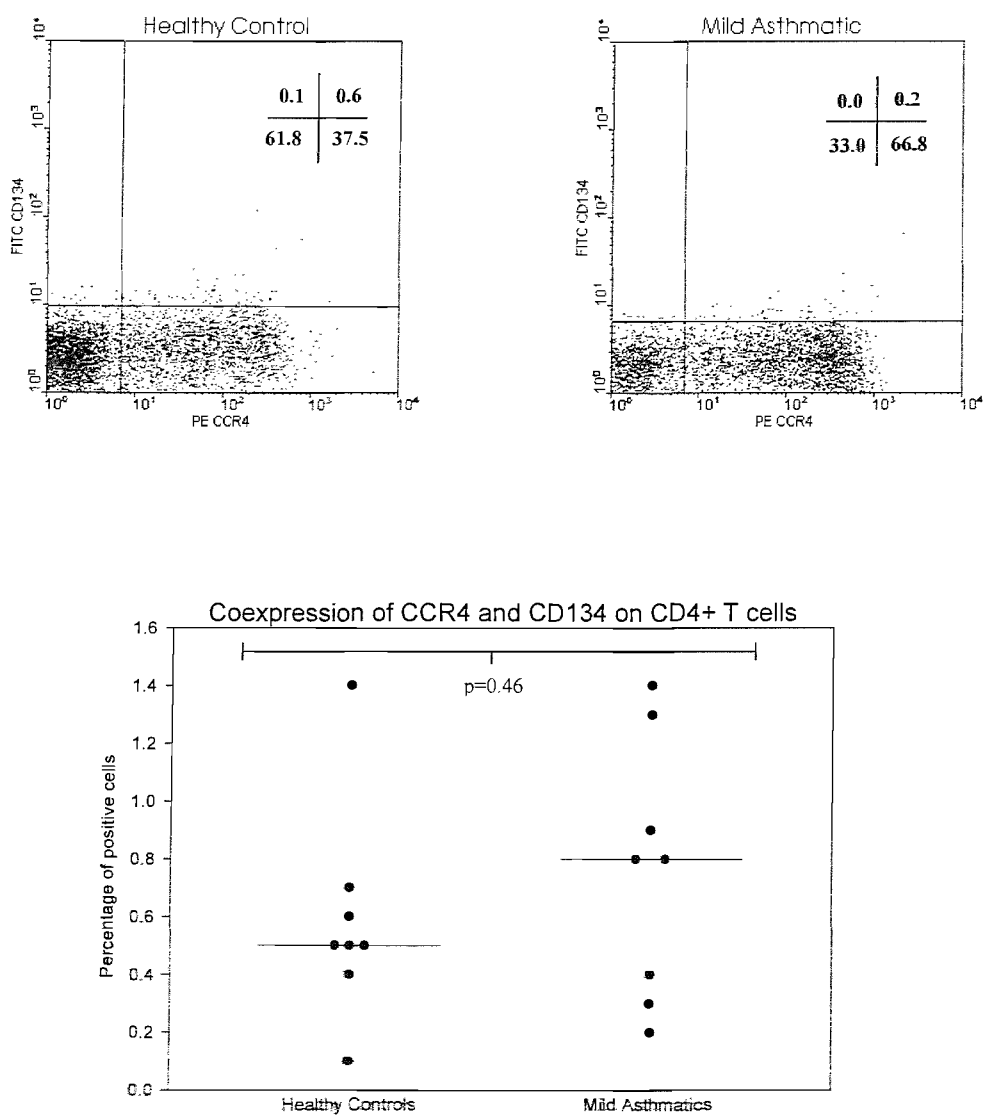 Healthy Control
Mild Asthmatic
10⁴
10³
10²
10¹
10⁰
FITC CD134
0.1 0.6
61.8 37.5
10⁰ 10¹ 10² 10³ 10⁴
PE CCR4
10⁴
10³
10²
10¹
10⁰
FITC CD134
0.0 0.2
33.0 66.8
10⁰ 10¹ 10² 10³ 10⁴
PE CCR4
Coexpression of CCR4 and CD134 on CD4+ T cells
p=0.46
Percentage of positive cells
1.6
1.4
1.2
1.0
0.8
0.6
0.4
0.2
0.0
Healthy Controls
Mild Asthmatics